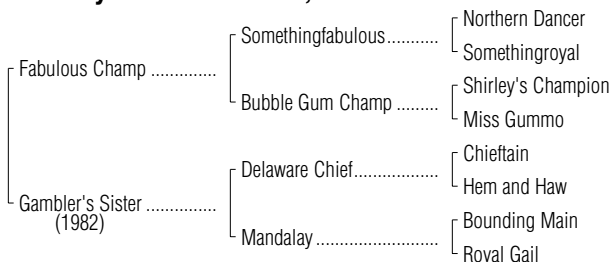 Northern Dancer
Somethingfabulous...........
Somethingroyal
Fabulous Champ ..............
Shirley's Champion
Bubble Gum Champ .........
Miss Gummo
Chieftain
Delaware Chief..................
Hem and Haw
Gambler's Sister ...............
(1982)
Bounding Main
Mandalay..........................
Royal Gail